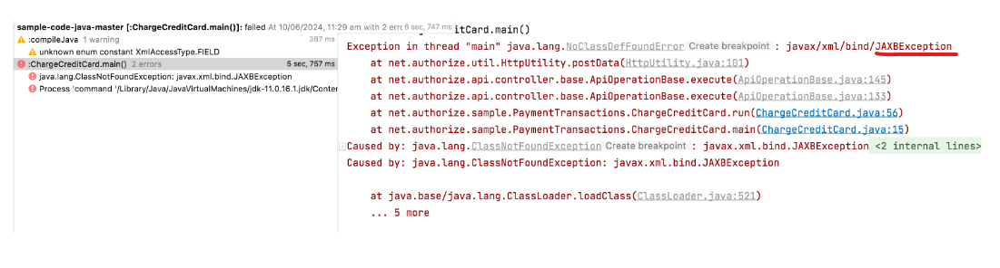 sample-code-java-master [:ChargeCreditCard.main()]: failed At 10/06/2024, 11:29 am with 2 erro 6 sec, 747 ms
:compileJava 1 warning 387 ms
unknown enum constant XmlAccessType.FIELD
:ChargeCreditCard.main() 2 errors 5 sec, 757 ms
java.lang.ClassNotFoundException: javax.xml.bind.JAXBException
Process 'command '/Library/Java/JavaVirtualMachines/jdk-11.0.16.1.jdk/Conten
ditCard.main()
Exception in thread "main" java.lang.NoClassDefFoundError Create breakpoint : javax/xml/bind/JAXBException
at net.authorize.util.HttpUtility.postData(HttpUtility.java:101)
at net.authorize.api.controller.base.ApiOperationBase.execute(ApiOperationBase.java:145)
at net.authorize.api.controller.base.ApiOperationBase.execute(ApiOperationBase.java:133)
at net.authorize.sample.PaymentTransactions.ChargeCreditCard.run(ChargeCreditCard.java:56)
at net.authorize.sample.PaymentTransactions.ChargeCreditCard.main(ChargeCreditCard.java:15)
Caused by: java.lang.ClassNotFoundException Create breakpoint : javax.xml.bind.JAXBException <2 internal lines>
Caused by: java.lang.ClassNotFoundException: javax.xml.bind.JAXBException
at java.base/java.lang.ClassLoader.loadClass(ClassLoader.java:521)
... 5 more